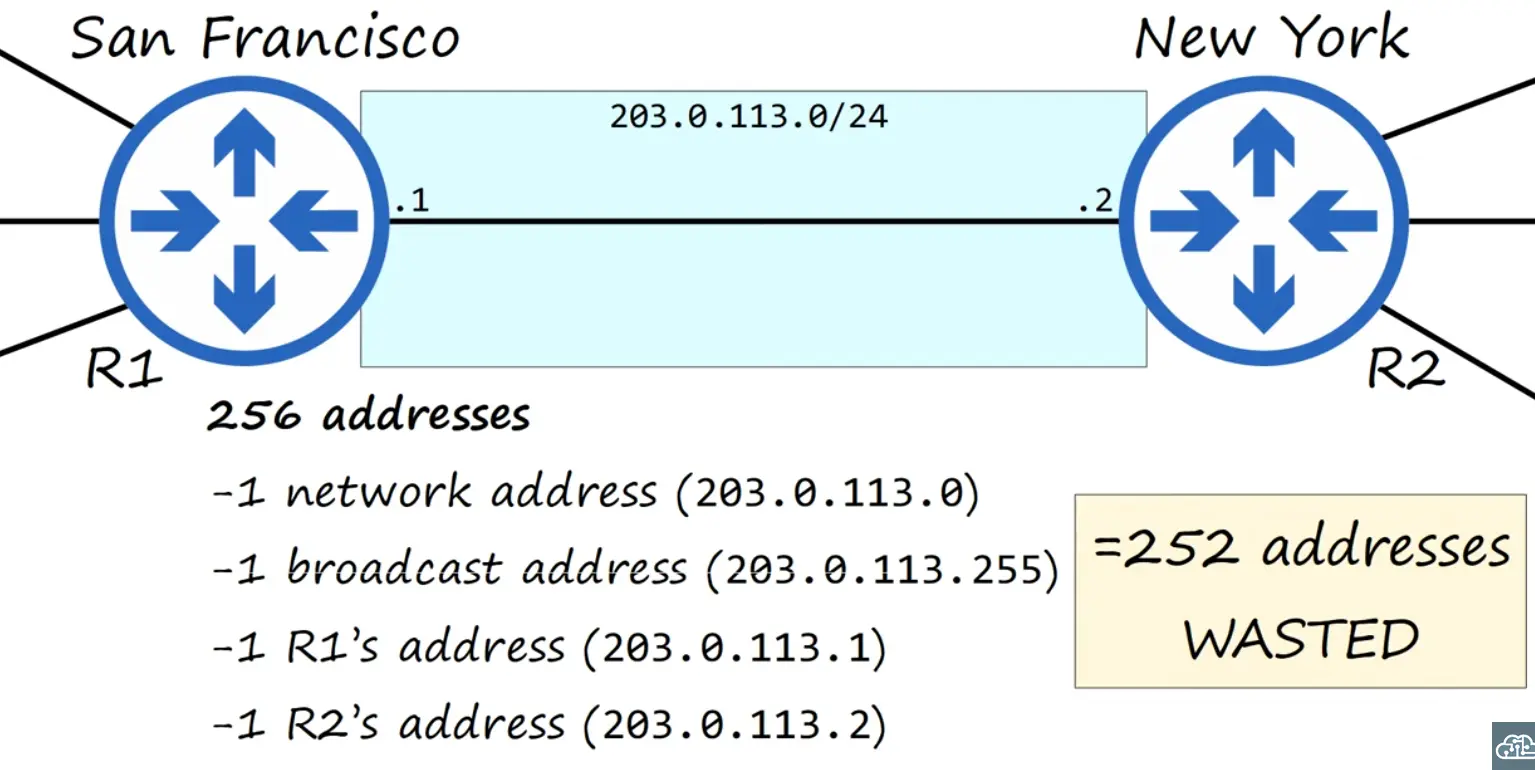 San Francisco
New York
203.0.113.0/24
.1
.2
R1
R2
256 addresses
-1 network address (203.0.113.0)
-1 broadcast address (203.0.113.255)
-1 R1's address (203.0.113.1)
-1 R2's address (203.0.113.2)
=252 addresses
WASTED